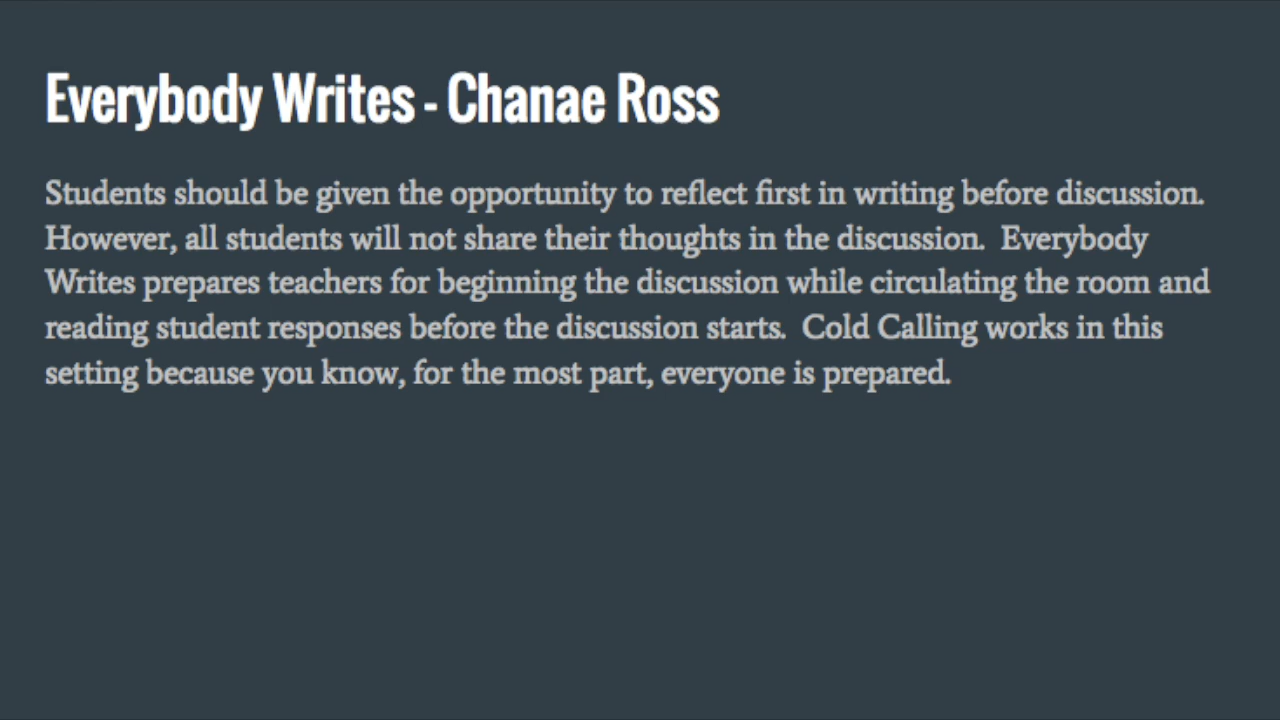 Everybody Writes - Chanae Ross
Students should be given the opportunity to reflect first in writing before discussion.
However, all students will not share their thoughts in the discussion.  Everybody
Writes prepares teachers for beginning the discussion while circulating the room and
reading student responses before the discussion starts.  Cold Calling works in this
setting because you know, for the most part, everyone is prepared.